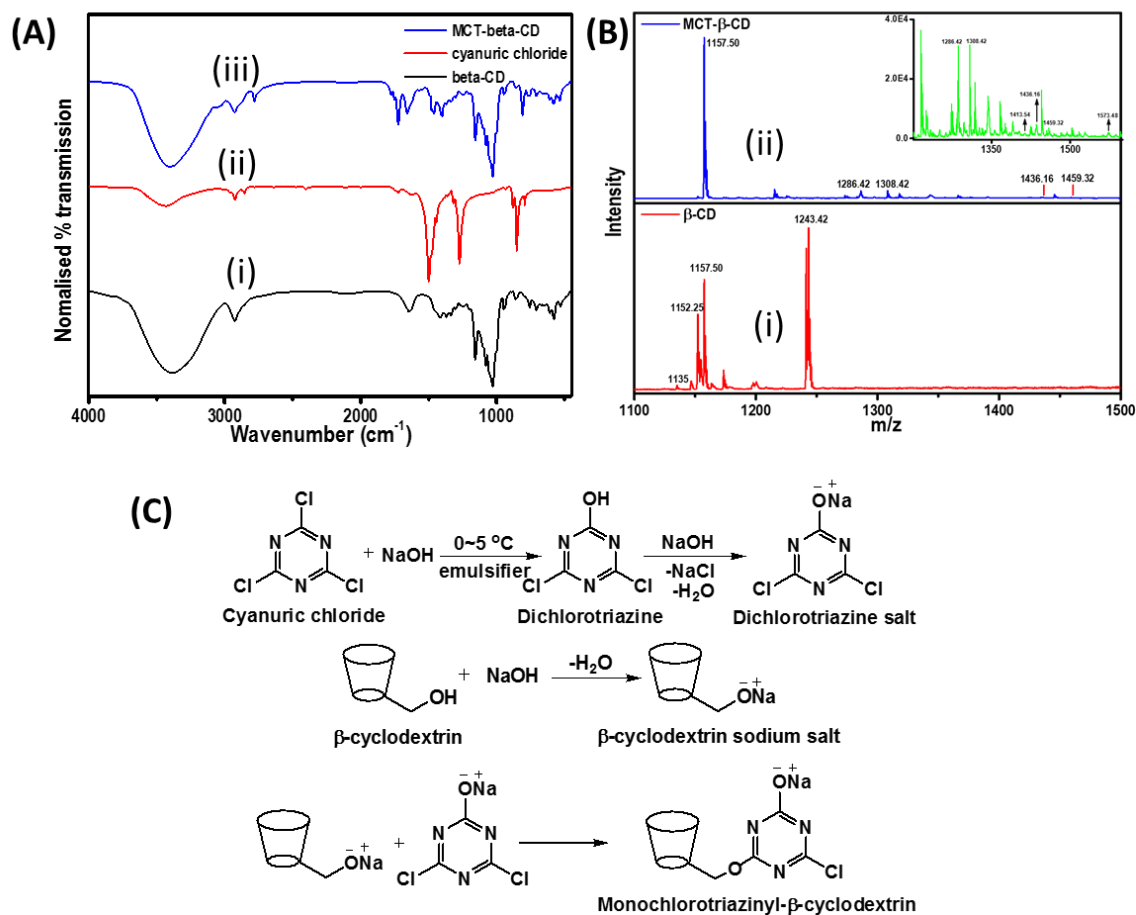 (A)
MCT-beta-CD
cyanuric chloride
beta-CD
(iii)
(ii)
(i)
Nomalised % transmission
4000 3000 2000 1000
Wavenumber (cm-1)
(B)
MCT-β-CD
1157.50
(ii)
1286.42
1308.42
1436.16
1459.32
4.0E4
2.0E4
0.0
1286.42
1308.42
1413.54
1436.16
1459.32
1573.48
1350
1500
β-CD
1243.42
1157.50
1152.25
1135
(i)
Intensity
1100 1200 1300 1400 1500
m/z
(C)
Cl
N N
Cl N Cl
Cyanuric chloride
+ NaOH
0~5 oC
emulsifier
OH
N N
Cl N Cl
Dichlorotriazine
NaOH
-NaCl
-H2O
- +
ONa
N N
Cl N Cl
Dichlorotriazine salt
OH
β-cyclodextrin
+ NaOH
-H2O
- +
ONa
β-cyclodextrin sodium salt
- +
ONa
+
- +
ONa
N N
Cl N Cl
- +
ONa
N N
O N Cl
Monochlorotriazinyl-β-cyclodextrin